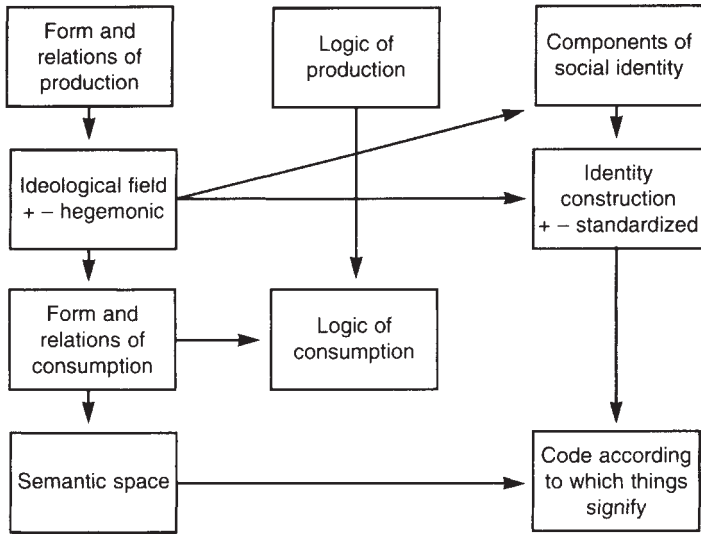 Form and
relations of
production
Logic of
production
Components of
social identity
Ideological field
+ − hegemonic
Identity
construction
+ − standardized
Form and
relations of
consumption
Logic of
consumption
Semantic space
Code according
to which things
signify